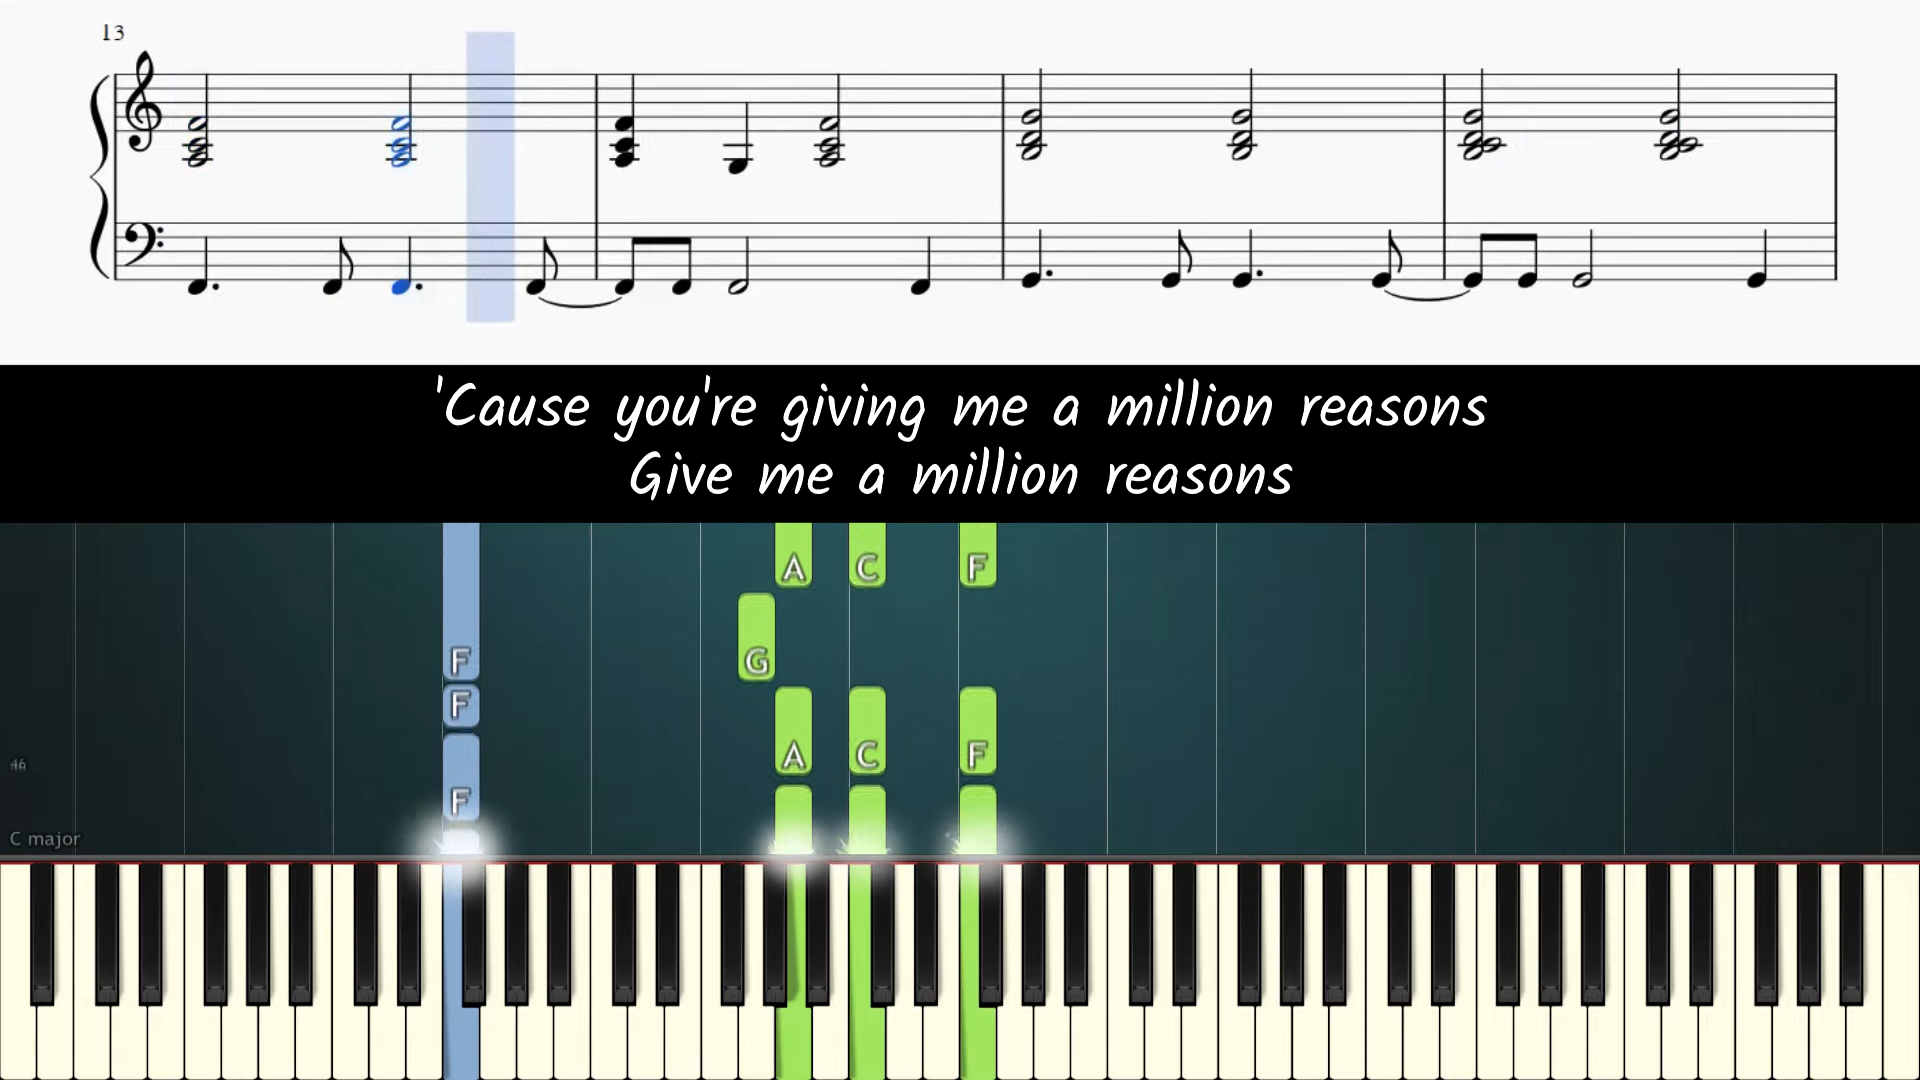 13
'Cause you're giving me a million reasons
Give me a million reasons
A C F
G
F
F
A C F
46
F
C major